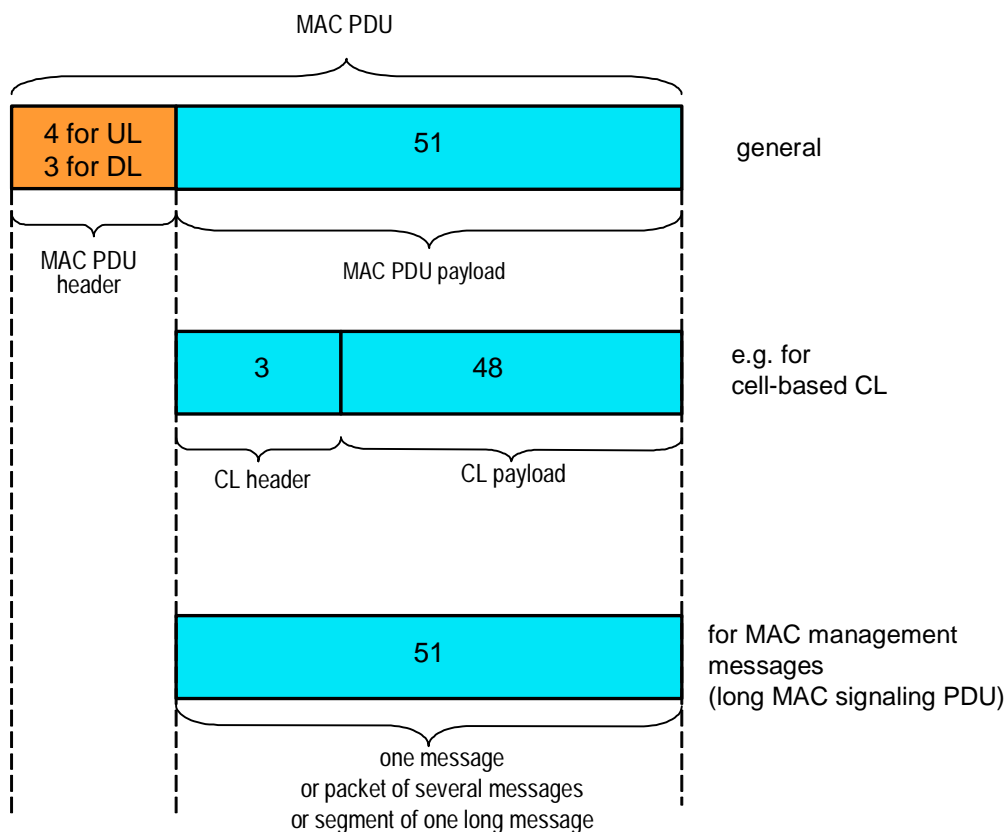 MAC PDU
4 for UL
3 for DL
51
general
MAC PDU
header
MAC PDU payload
3
48
e.g. for
cell-based CL
CL header
CL payload
51
for MAC management
messages
(long MAC signaling PDU)
one message
or packet of several messages
or segment of one long message